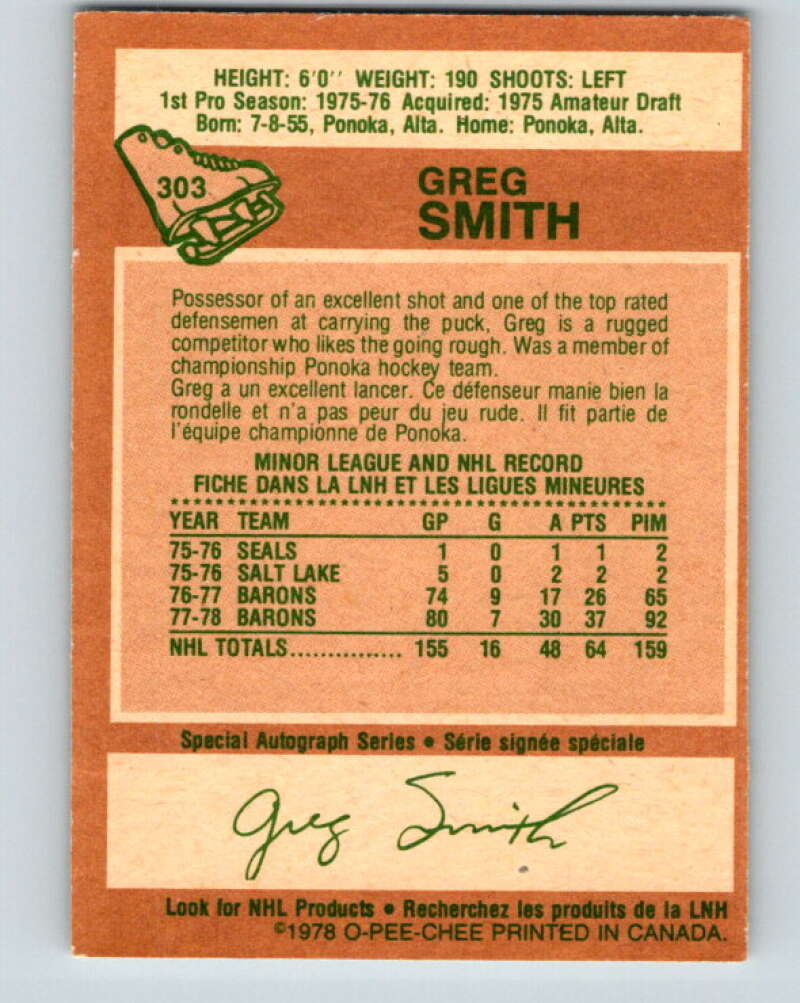 HEIGHT: 6'0'' WEIGHT: 190 SHOOTS: LEFT
1st Pro Season: 1975-76 Acquired: 1975 Amateur Draft
Born: 7-8-55, Ponoka, Alta. Home: Ponoka, Alta.
303
GREG
SMITH
Possessor of an excellent shot and one of the top rated
defensemen at carrying the puck, Greg is a rugged
competitor who likes the going rough. Was a member of
championship Ponoka hockey team.
Greg a un excellent lancer. Ce défenseur manie bien la
rondelle et n'a pas peur du jeu rude. Il fit partie de
l'équipe championne de Ponoka.
MINOR LEAGUE AND NHL RECORD
FICHE DANS LA LNH ET LES LIGUES MINEURES
YEAR TEAM GP G A PTS PIM
75-76 SEALS 1 0 1 1 2
75-76 SALT LAKE 5 0 2 2 2
76-77 BARONS 74 9 17 26 65
77-78 BARONS 80 7 30 37 92
NHL TOTALS............... 155 16 48 64 159
Special Autograph Series • Série signée spéciale
Greg Smith
Look for NHL Products • Recherchez les produits de la LNH
©1978 O-PEE-CHEE PRINTED IN CANADA.